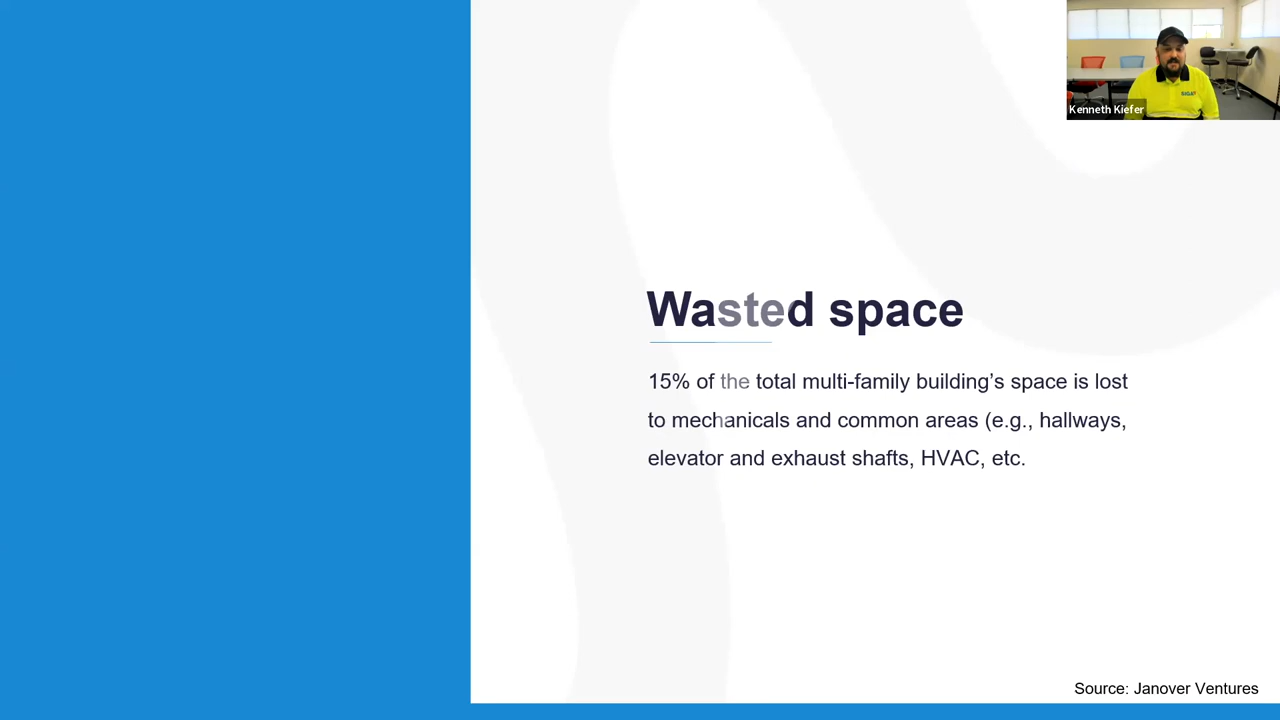 Kenneth Kiefer
Wasted space
15% of the total multi-family building’s space is lost
to mechanicals and common areas (e.g., hallways,
elevator and exhaust shafts, HVAC, etc.
Source: Janover Ventures